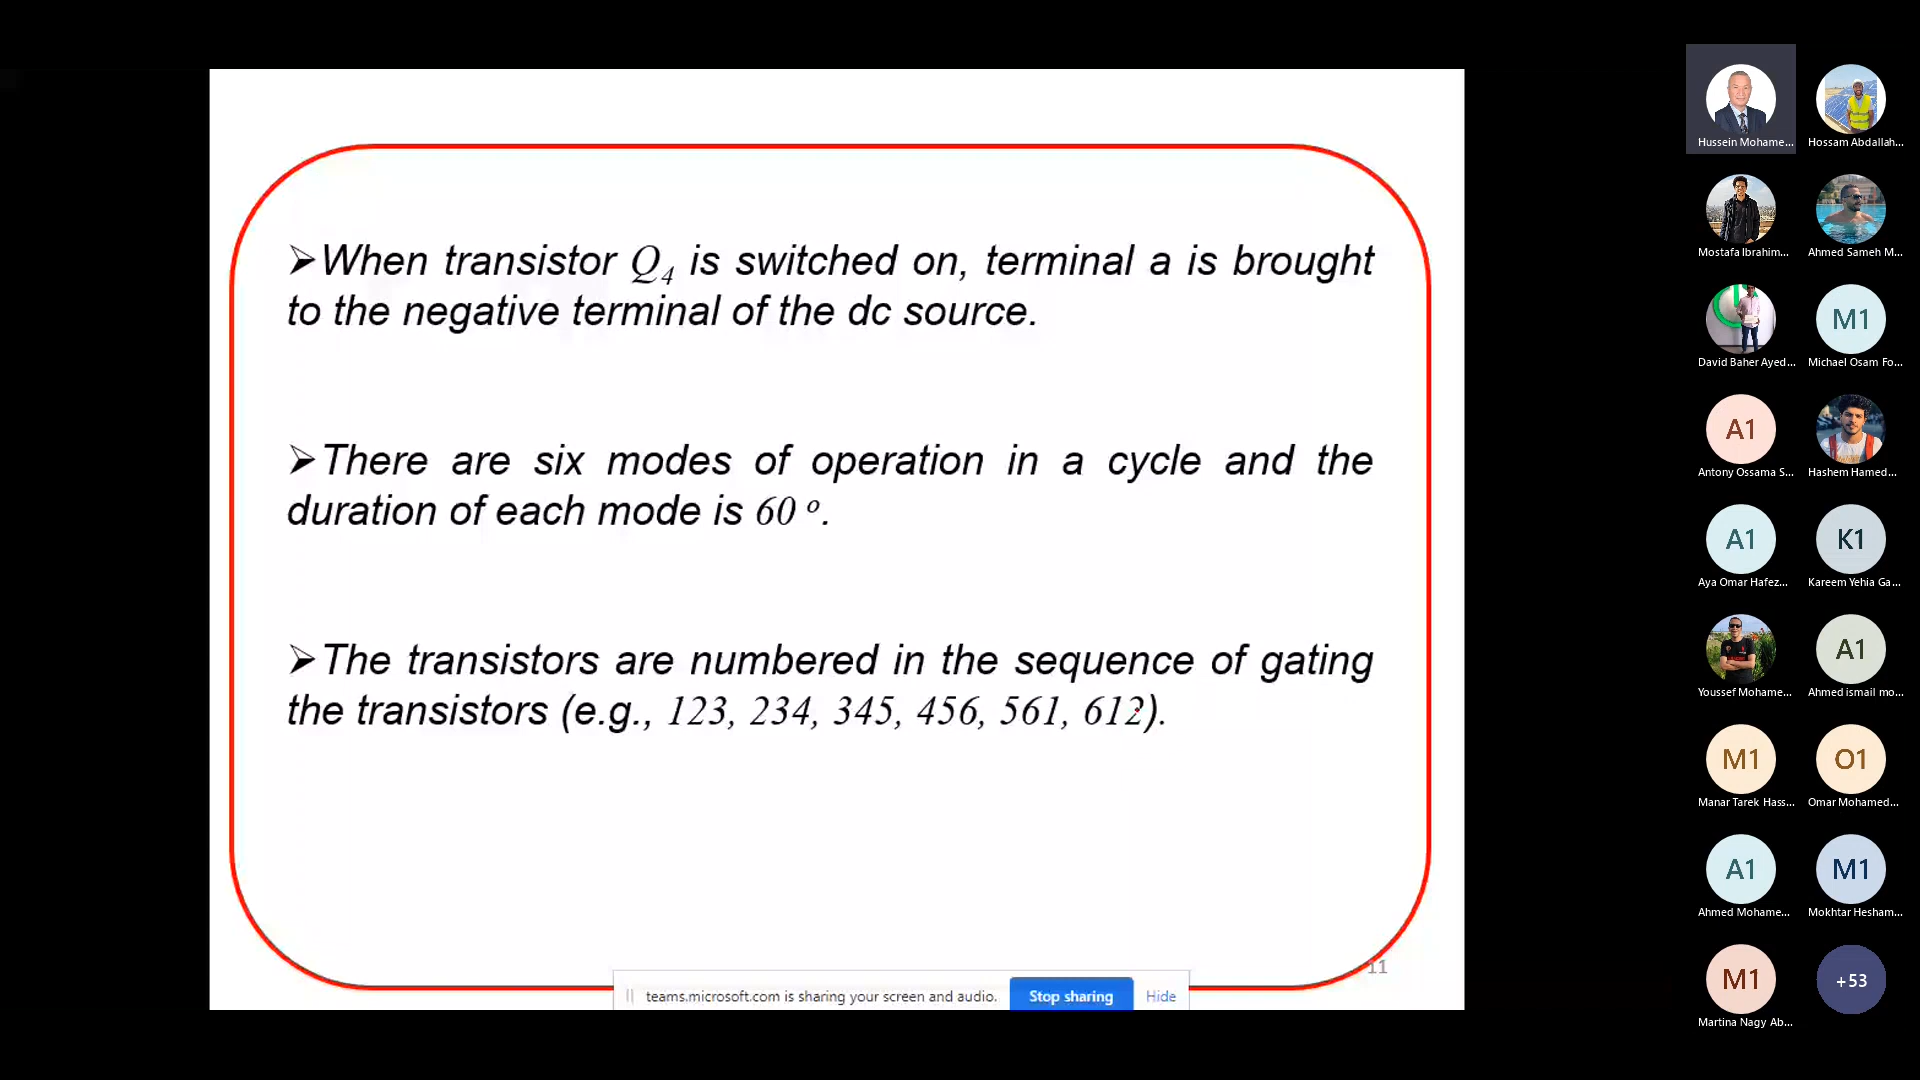 ➢When transistor Q4 is switched on, terminal a is brought
to the negative terminal of the dc source.
➢There are six modes of operation in a cycle and the
duration of each mode is 60 o.
➢The transistors are numbered in the sequence of gating
the transistors (e.g., 123, 234, 345, 456, 561, 612).
11
teams.microsoft.com is sharing your screen and audio.
Stop sharing
Hide
Hussein Mohame...
Hossam Abdallah...
Mostafa Ibrahim...
Ahmed Sameh M...
M1
David Baher Ayed...
Michael Osam Fo...
A1
Antony Ossama S...
Hashem Hamed...
A1
K1
Aya Omar Hafez...
Kareem Yehia Ga...
A1
Youssef Mohame...
Ahmed ismail mo...
M1
O1
Manar Tarek Hass...
Omar Mohamed...
A1
M1
Ahmed Mohame...
Mokhtar Hesham...
M1
+53
Martina Nagy Ab...